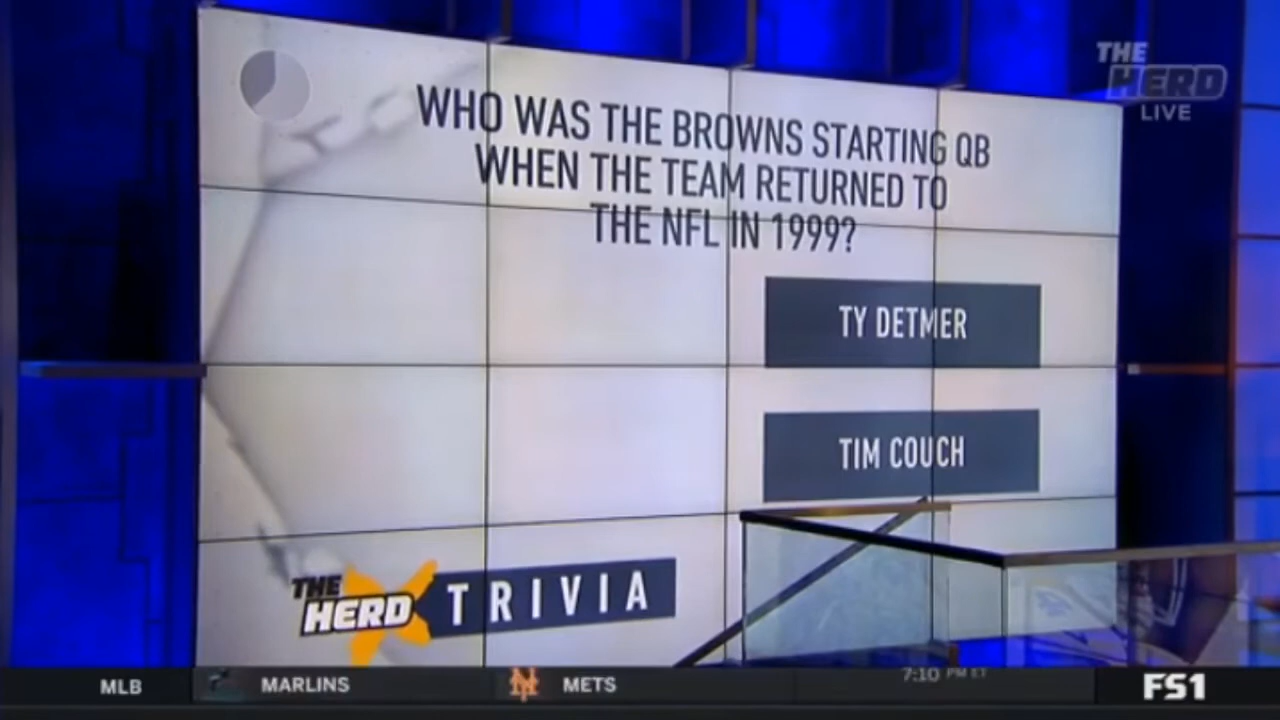 THE
HERD
LIVE
WHO WAS THE BROWNS STARTING QB
WHEN THE TEAM RETURNED TO
THE NFL IN 1999?
TY DETMER
TIM COUCH
THE
HERD TRIVIA
MLB MARLINS METS 7:10 PM ET FS1